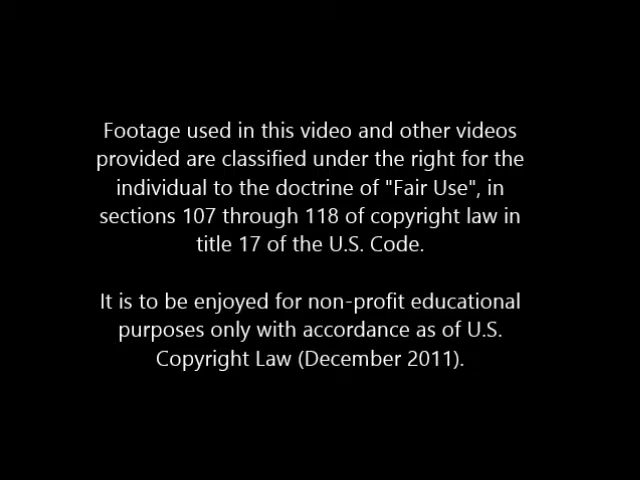 Footage used in this video and other videos
provided are classified under the right for the
individual to the doctrine of "Fair Use", in
sections 107 through 118 of copyright law in
title 17 of the U.S. Code.
It is to be enjoyed for non-profit educational
purposes only with accordance as of U.S.
Copyright Law (December 2011).